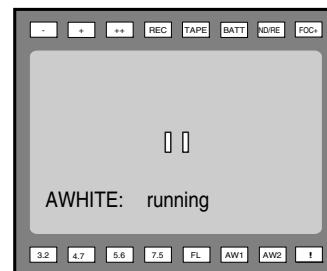 - + ++ REC TAPE BATT ND/RE FOC+
AWHITE: running
3.2 4.7 5.6 7.5 FL AW1 AW2 !